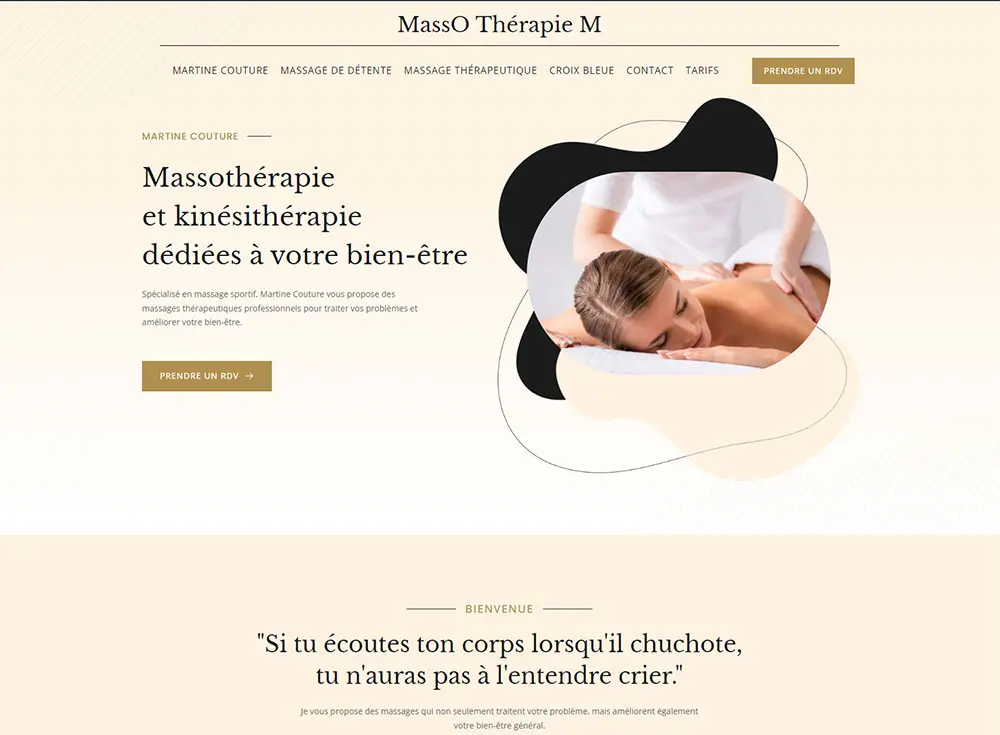 MassO Thérapie M
MARTINE COUTURE MASSAGE DE DÉTENTE MASSAGE THÉRAPEUTIQUE CROIX BLEUE CONTACT TARIFS PRENDRE UN RDV
MARTINE COUTURE
Massothérapie
et kinésithérapie
dédiées à votre bien-être
Spécialisé en massage sportif, Martine Couture vous propose des
massages thérapeutiques professionnels pour traiter vos problèmes et
améliorer votre bien-être.
PRENDRE UN RDV →
BIENVENUE
"Si tu écoutes ton corps lorsqu'il chuchote,
tu n'auras pas à l'entendre crier."
Je vous propose des massages qui non seulement traitent votre problème, mais améliorent également
votre bien-être général.